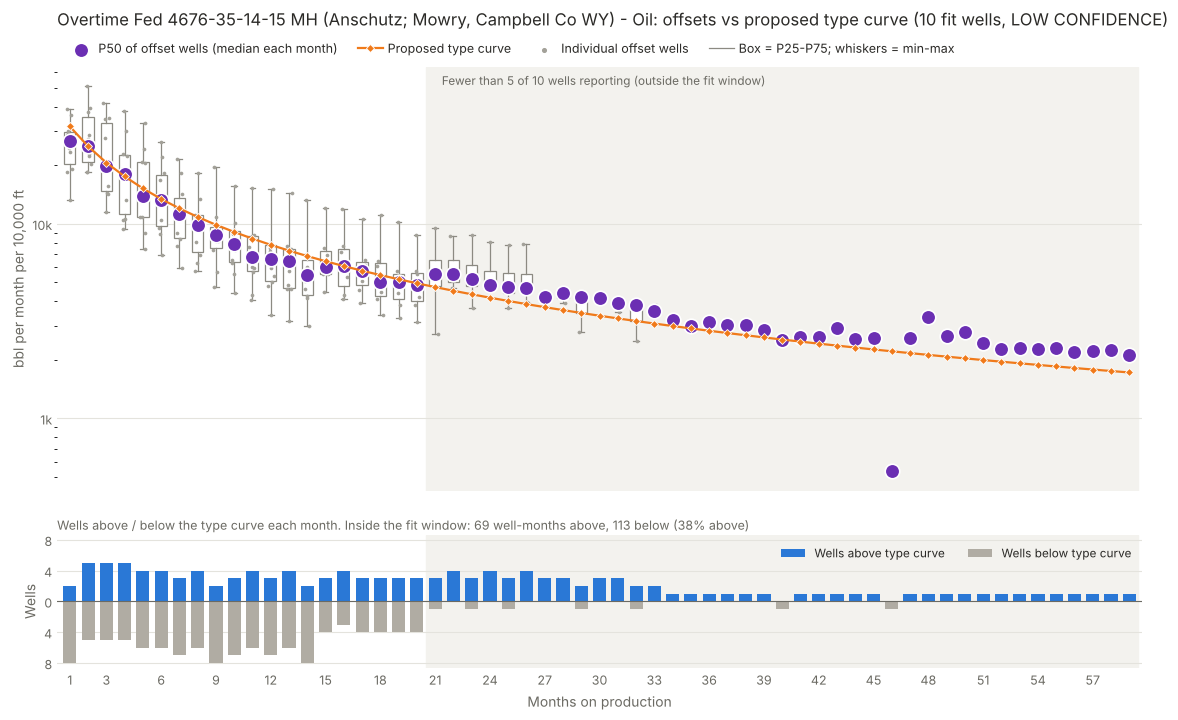 Overtime Fed 4676-35-14-15 MH (Anschutz; Mowry, Campbell Co WY) - Oil: offsets vs proposed type curve (10 fit wells, LOW CONFIDENCE)
P50 of offset wells (median each month) Proposed type curve Individual offset wells Box = P25-P75; whiskers = min-max
Fewer than 5 of 10 wells reporting (outside the fit window)
bbl per month per 10,000 ft
10k
1k
Wells above / below the type curve each month. Inside the fit window: 69 well-months above, 113 below (38% above)
Wells above type curve Wells below type curve
Wells
8
4
0
4
8
1 3 6 9 12 15 18 21 24 27 30 33 36 39 42 45 48 51 54 57
Months on production